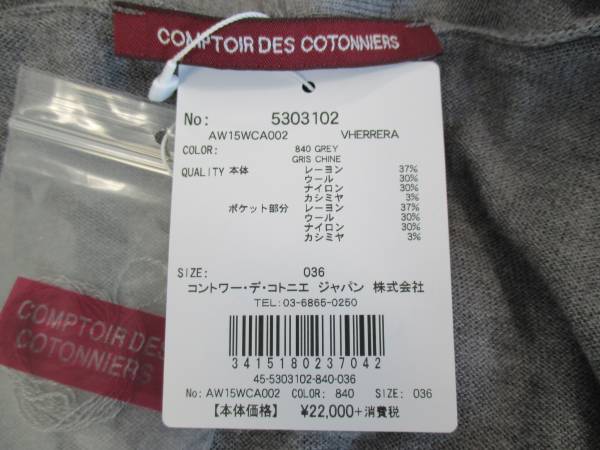 COMPTOIR DES COTONNIERS
No: 5303102
AW15WCA002 VHERRERA
COLOR: 840 GREY
GRIS CHINE
QUALITY 本体 レーヨン 37%
ウール 30%
ナイロン 30%
カシミヤ 3%
ポケット部分 レーヨン 37%
ウール 30%
ナイロン 30%
カシミヤ 3%
SIZE: 036
コントワー・デ・コトニエ ジャパン 株式会社
TEL:03-6865-0250
3415180237042
45-5303102-840-036
No: AW15WCA002 COLOR: 840 SIZE: 036
【本体価格】 ¥22,000+消費税
COMPTOIR DES
COTONNIERS